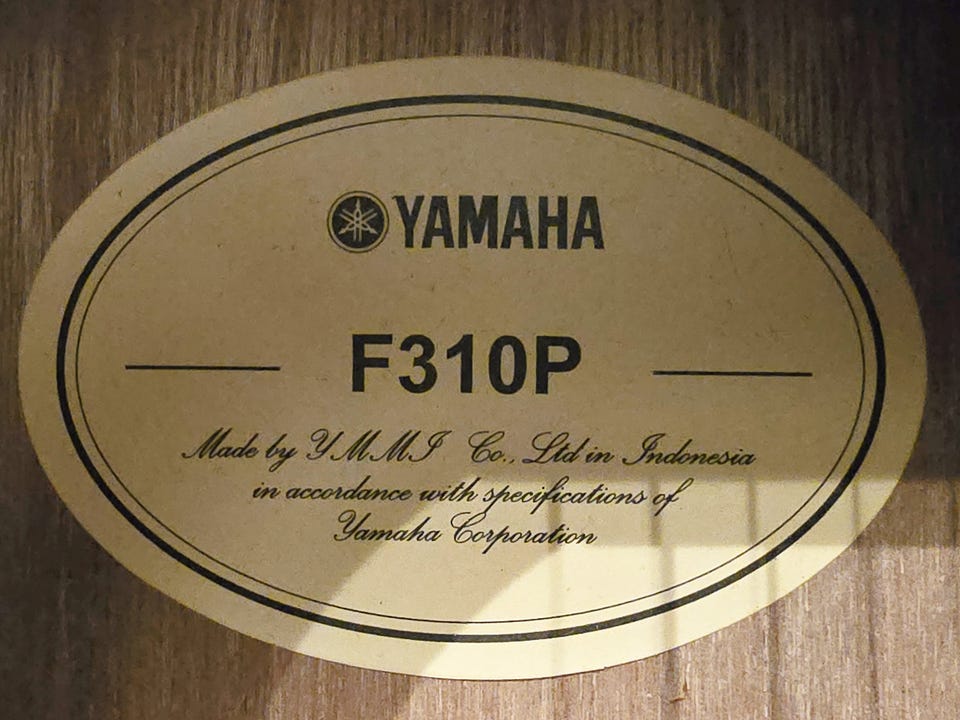 YAMAHA
F310P
Made by YMMI Co., Ltd in Indonesia
in accordance with specifications of
Yamaha Corporation